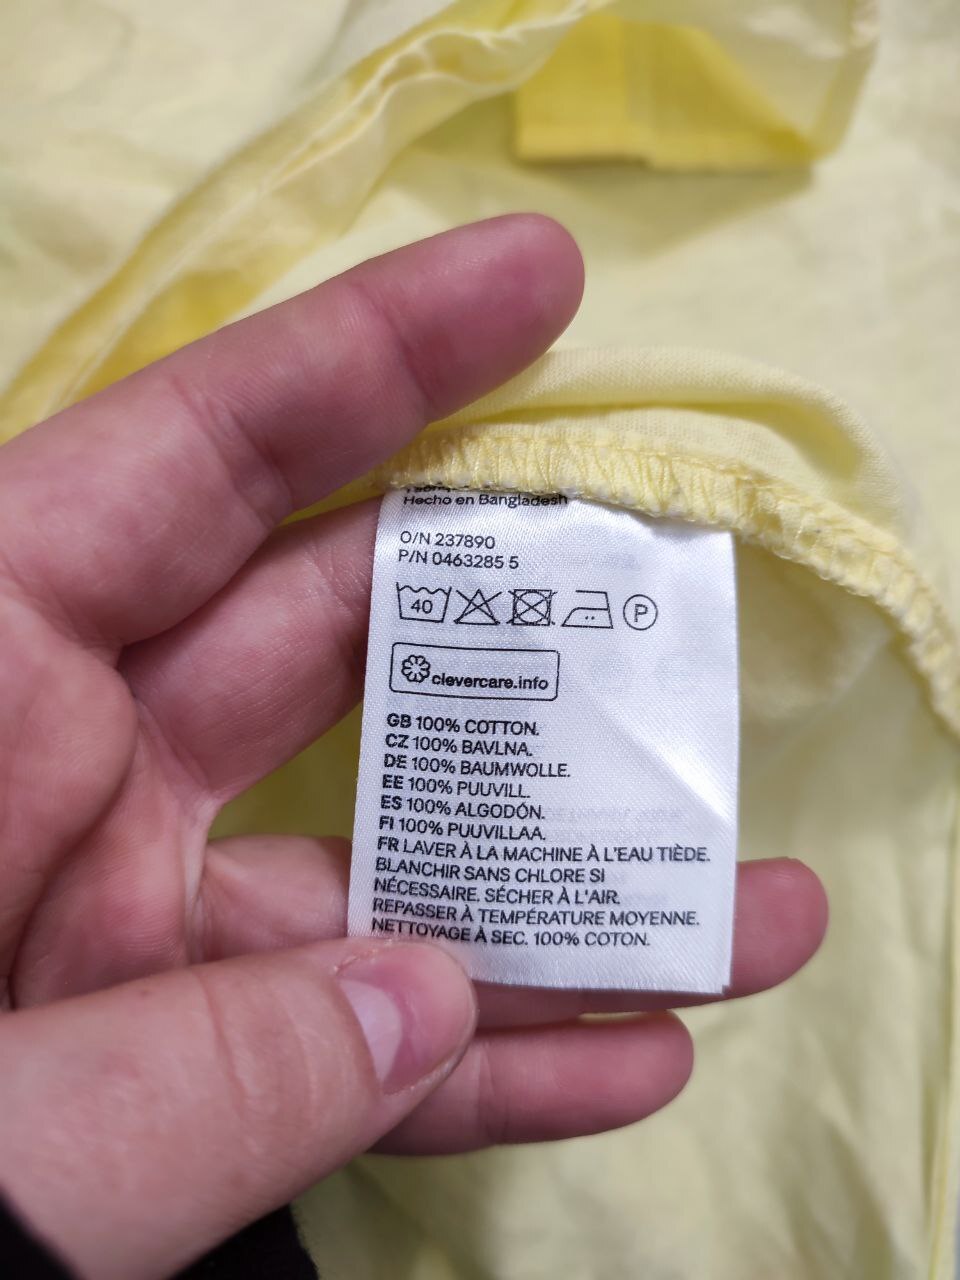 Hecho en Bangladesh
O/N 237890
P/N 0463285 5
40 P
clevercare.info
GB 100% COTTON.
CZ 100% BAVLNA.
DE 100% BAUMWOLLE.
EE 100% PUUVILL.
ES 100% ALGODÓN.
FI 100% PUUVILLAA.
FR LAVER À LA MACHINE À L'EAU TIÈDE.
BLANCHIR SANS CHLORE SI
NÉCESSAIRE. SÉCHER À L'AIR.
REPASSER À TEMPÉRATURE MOYENNE.
NETTOYAGE À SEC. 100% COTON.